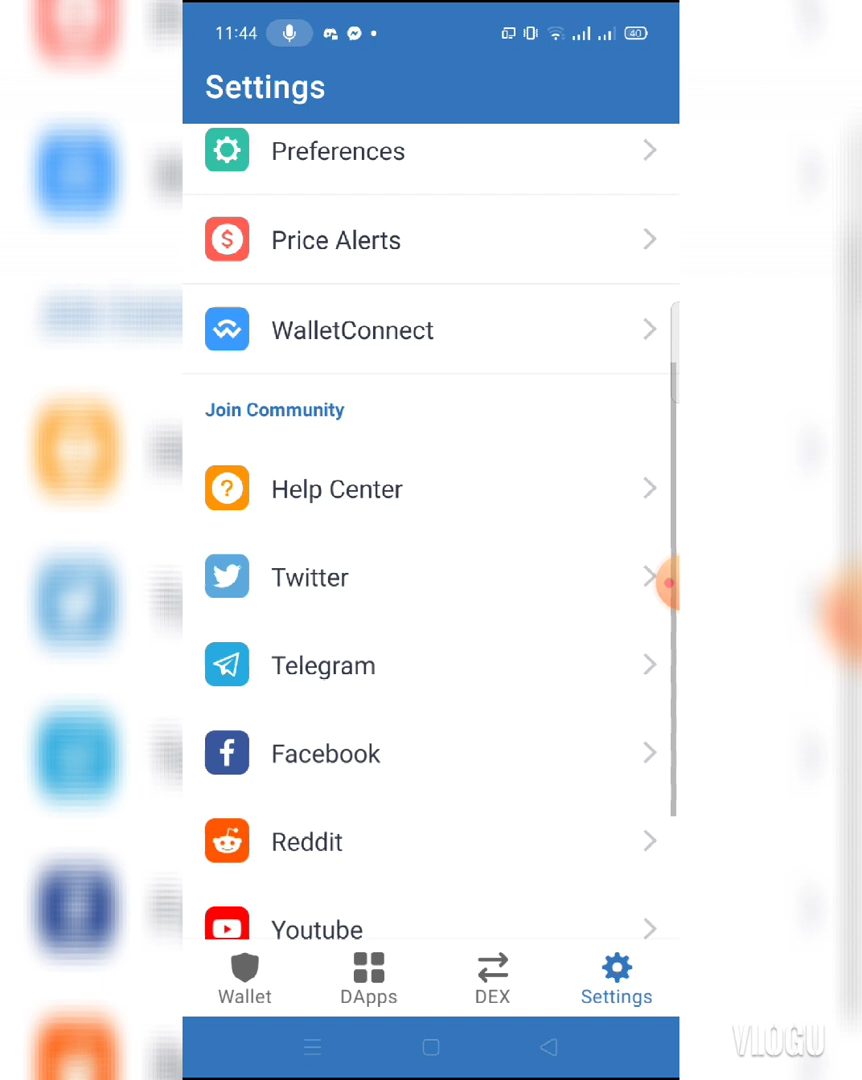 11:44
40
Settings
Preferences
Price Alerts
WalletConnect
Join Community
Help Center
Twitter
Telegram
Facebook
Reddit
Youtube
Wallet
DApps
DEX
Settings
VLOGU